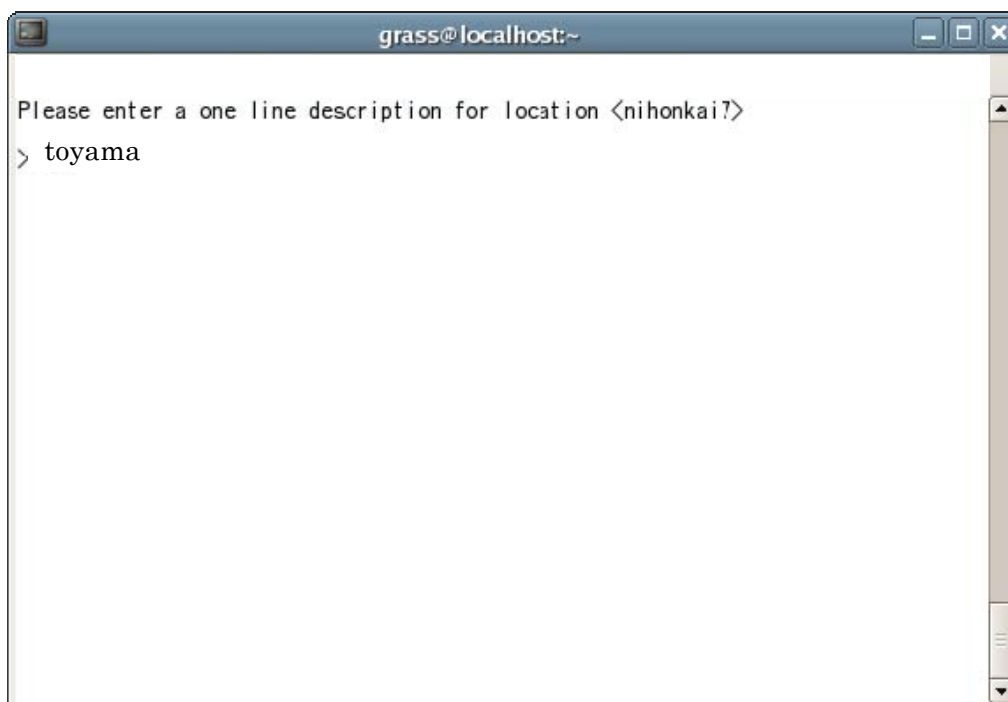 grass@localhost:~
Please enter a one line description for location <nihonkai?>
> toyama